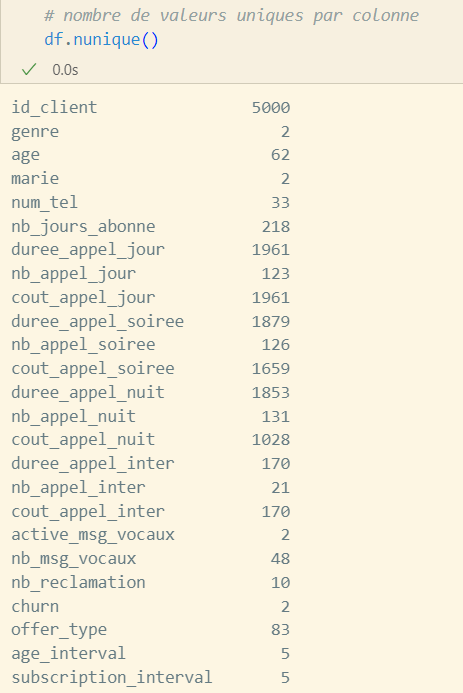 # nombre de valeurs uniques par colonne
df.nunique()
0.0s
id_client 5000
genre 2
age 62
marie 2
num_tel 33
nb_jours_abonne 218
duree_appel_jour 1961
nb_appel_jour 123
cout_appel_jour 1961
duree_appel_soiree 1879
nb_appel_soiree 126
cout_appel_soiree 1659
duree_appel_nuit 1853
nb_appel_nuit 131
cout_appel_nuit 1028
duree_appel_inter 170
nb_appel_inter 21
cout_appel_inter 170
active_msg_vocaux 2
nb_msg_vocaux 48
nb_reclamation 10
churn 2
offer_type 83
age_interval 5
subscription_interval 5